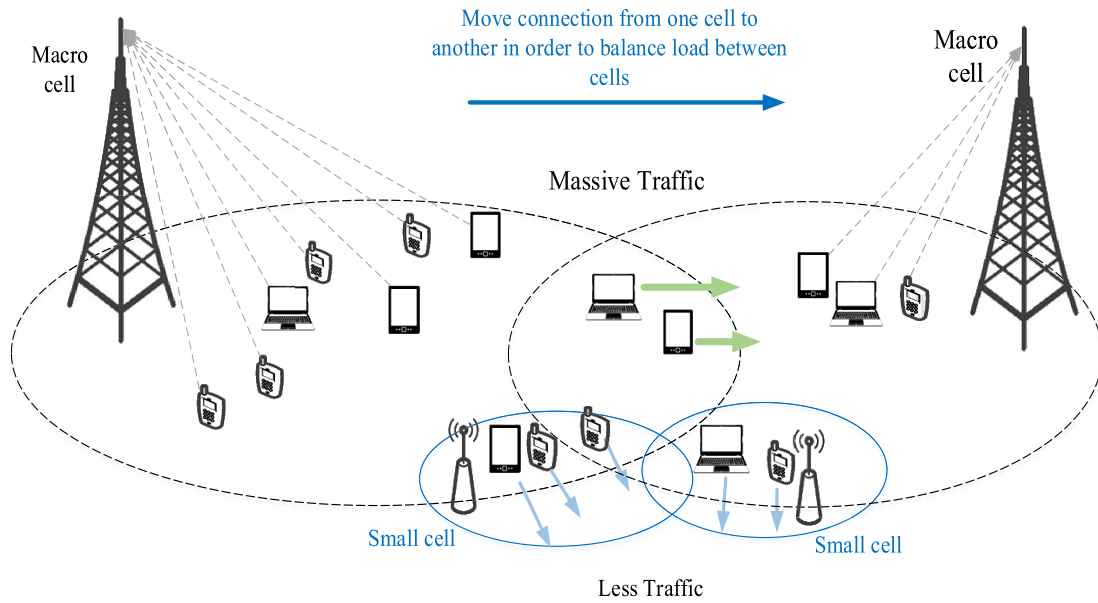 Move connection from one cell to
another in order to balance load between
cells
Macro
cell
Macro
cell
Massive Traffic
Small cell
Small cell
Less Traffic